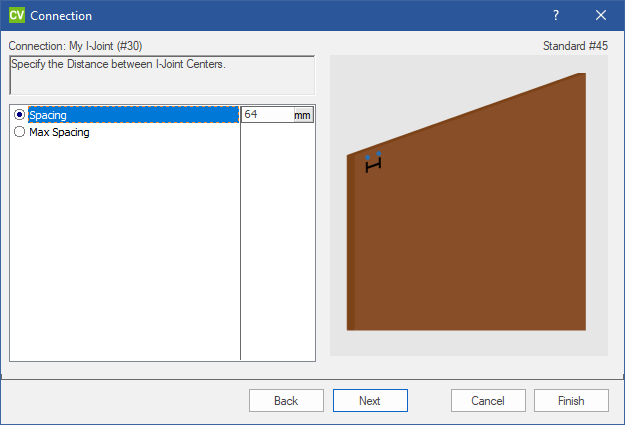 CV Connection ?
Connection: My I-Joint (#30) Standard #45
Specify the Distance between I-Joint Centers.
Spacing 64 mm
Max Spacing
Back Next Cancel Finish